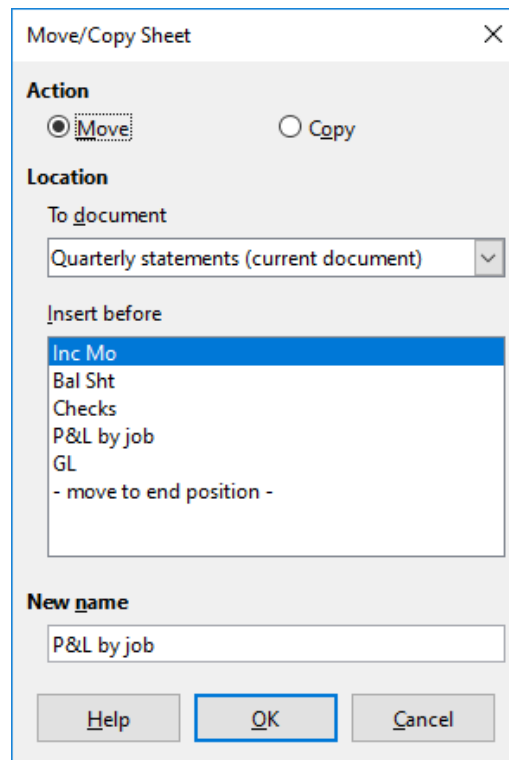 Move/Copy Sheet
Action
Move
Copy
Location
To document
Quarterly statements (current document)
Insert before
Inc Mo
Bal Sht
Checks
P&L by job
GL
- move to end position -
New name
P&L by job
Help
OK
Cancel